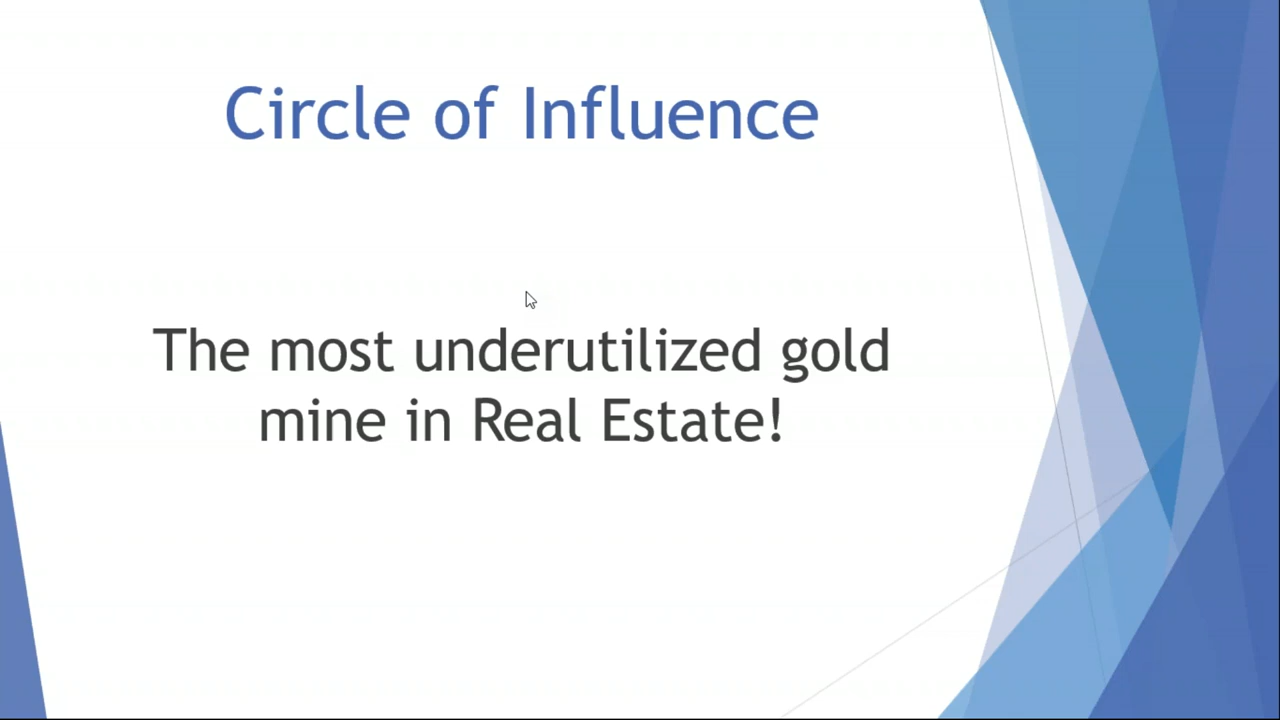 Circle of Influence
The most underutilized gold
mine in Real Estate!